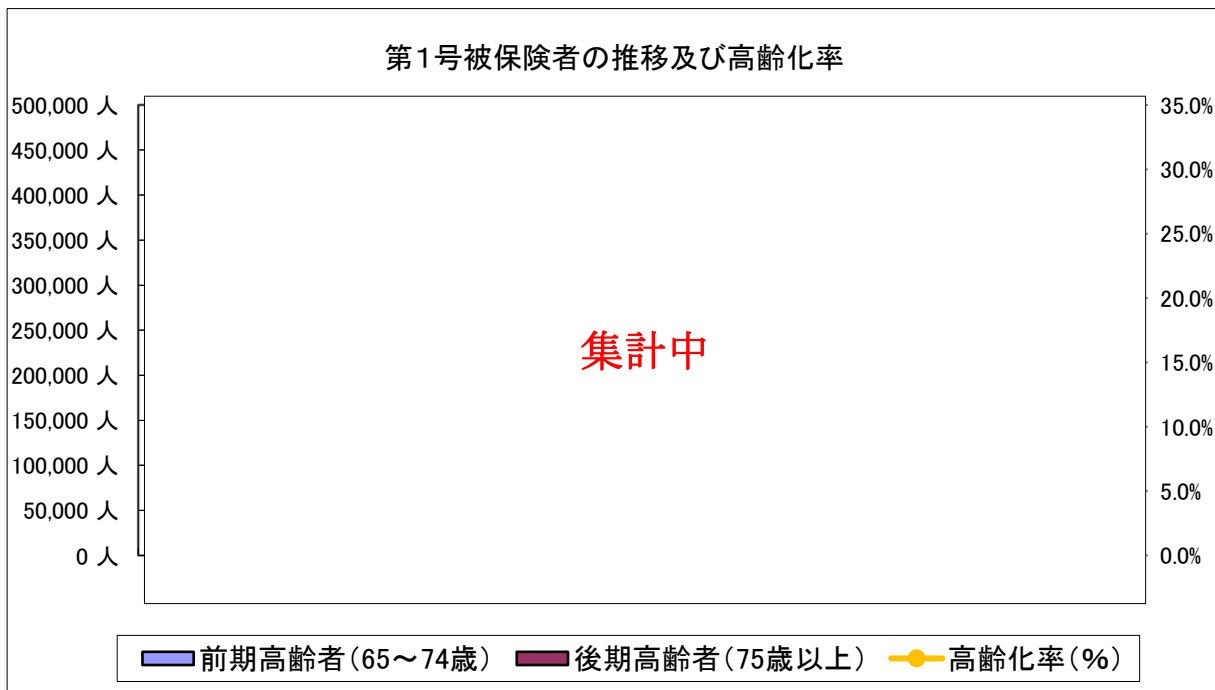 第１号被保険者の推移及び高齢化率
500,000 人
450,000 人
400,000 人
350,000 人
300,000 人
250,000 人
200,000 人
150,000 人
100,000 人
50,000 人
0 人
集計中
35.0%
30.0%
25.0%
20.0%
15.0%
10.0%
5.0%
0.0%
前期高齢者（65～74歳） 後期高齢者（75歳以上） 高齢化率（％）